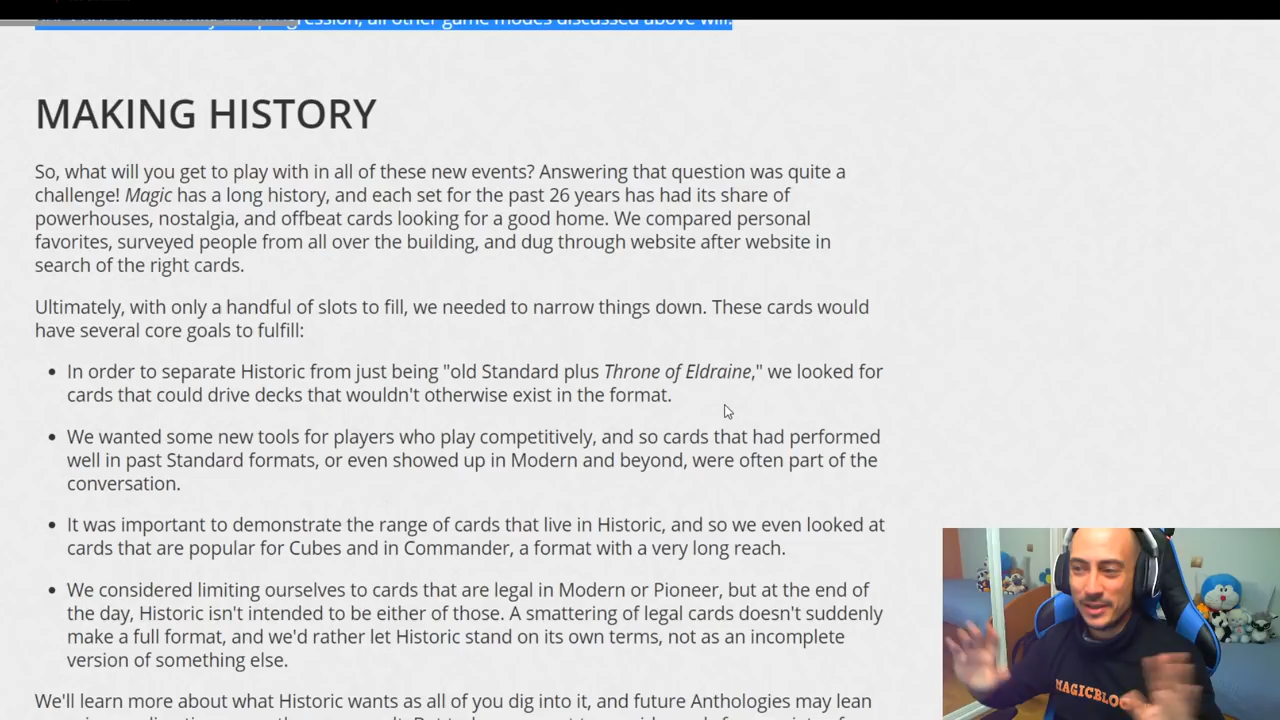 ression, all other game modes discussed above will.
MAKING HISTORY
So, what will you get to play with in all of these new events? Answering that question was quite a
challenge! Magic has a long history, and each set for the past 26 years has had its share of
powerhouses, nostalgia, and offbeat cards looking for a good home. We compared personal
favorites, surveyed people from all over the building, and dug through website after website in
search of the right cards.
Ultimately, with only a handful of slots to fill, we needed to narrow things down. These cards would
have several core goals to fulfill:
• In order to separate Historic from just being "old Standard plus Throne of Eldraine," we looked for
cards that could drive decks that wouldn't otherwise exist in the format.
• We wanted some new tools for players who play competitively, and so cards that had performed
well in past Standard formats, or even showed up in Modern and beyond, were often part of the
conversation.
• It was important to demonstrate the range of cards that live in Historic, and so we even looked at
cards that are popular for Cubes and in Commander, a format with a very long reach.
• We considered limiting ourselves to cards that are legal in Modern or Pioneer, but at the end of
the day, Historic isn't intended to be either of those. A smattering of legal cards doesn't suddenly
make a full format, and we'd rather let Historic stand on its own terms, not as an incomplete
version of something else.
We'll learn more about what Historic wants as all of you dig into it, and future Anthologies may lean
MAGICBLO